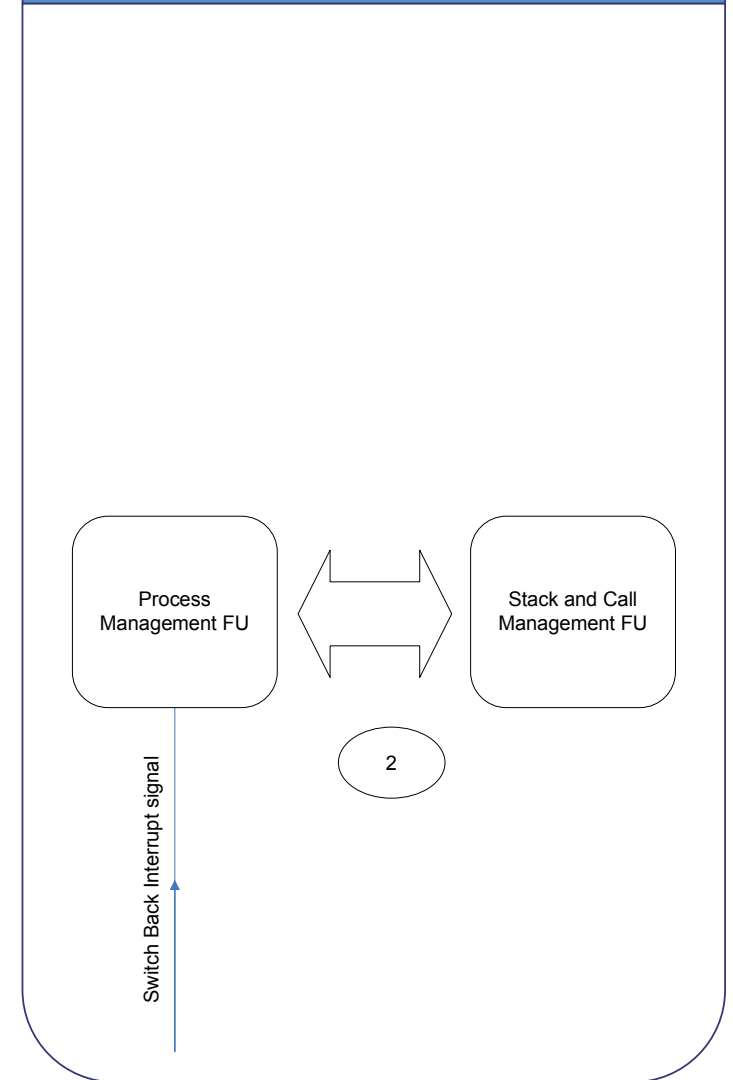 Process
Management FU
Stack and Call
Management FU
2
Switch Back Interrupt signal